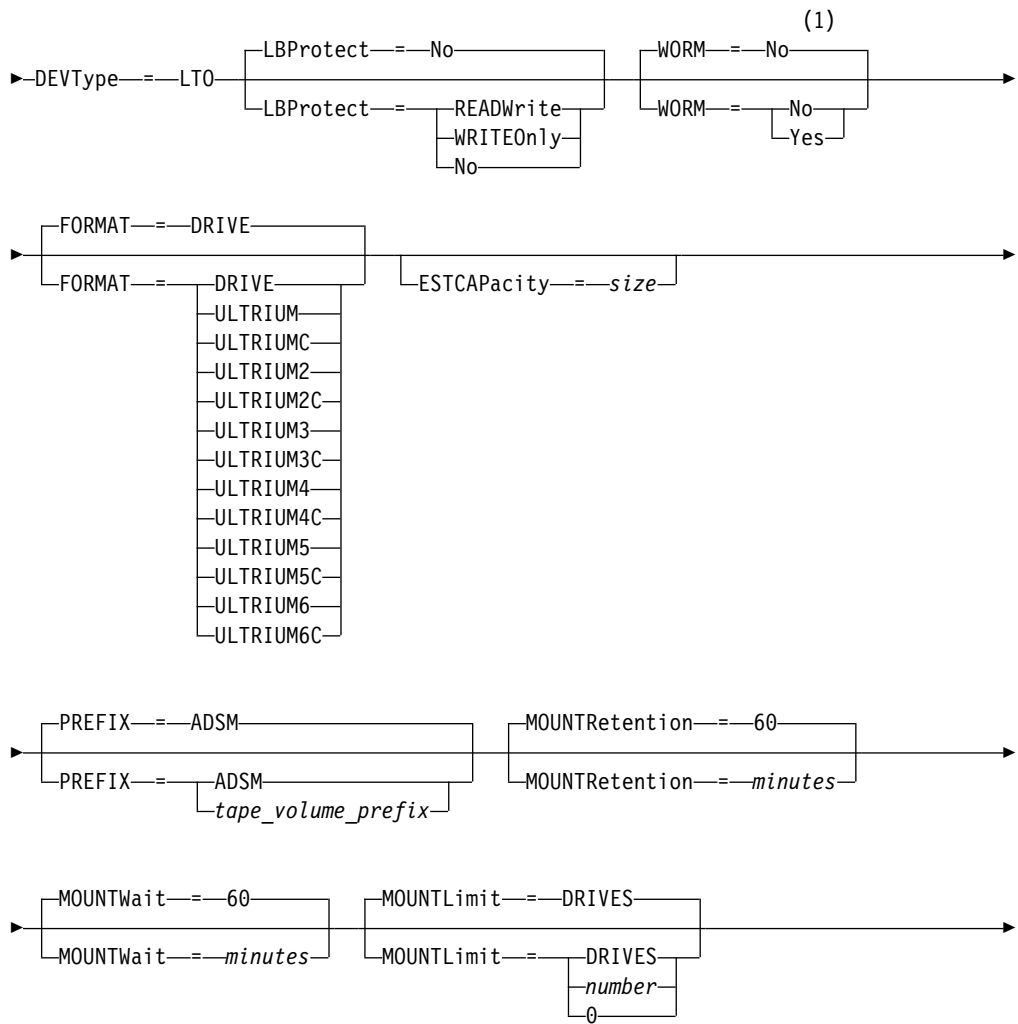 (1)
LBProtect = No WORM = No
DEVType = LTO
LBProtect = READWrite WORM = No
WRITEOnly Yes
No
FORMAT = DRIVE
FORMAT = DRIVE ESTCAPacity = size
ULTRIUM
ULTRIUMC
ULTRIUM2
ULTRIUM2C
ULTRIUM3
ULTRIUM3C
ULTRIUM4
ULTRIUM4C
ULTRIUM5
ULTRIUM5C
ULTRIUM6
ULTRIUM6C
PREFIX = ADSM MOUNTRetention = 60
PREFIX = ADSM MOUNTRetention = minutes
tape_volume_prefix
MOUNTWait = 60 MOUNTLimit = DRIVES
MOUNTWait = minutes MOUNTLimit = DRIVES
number
0